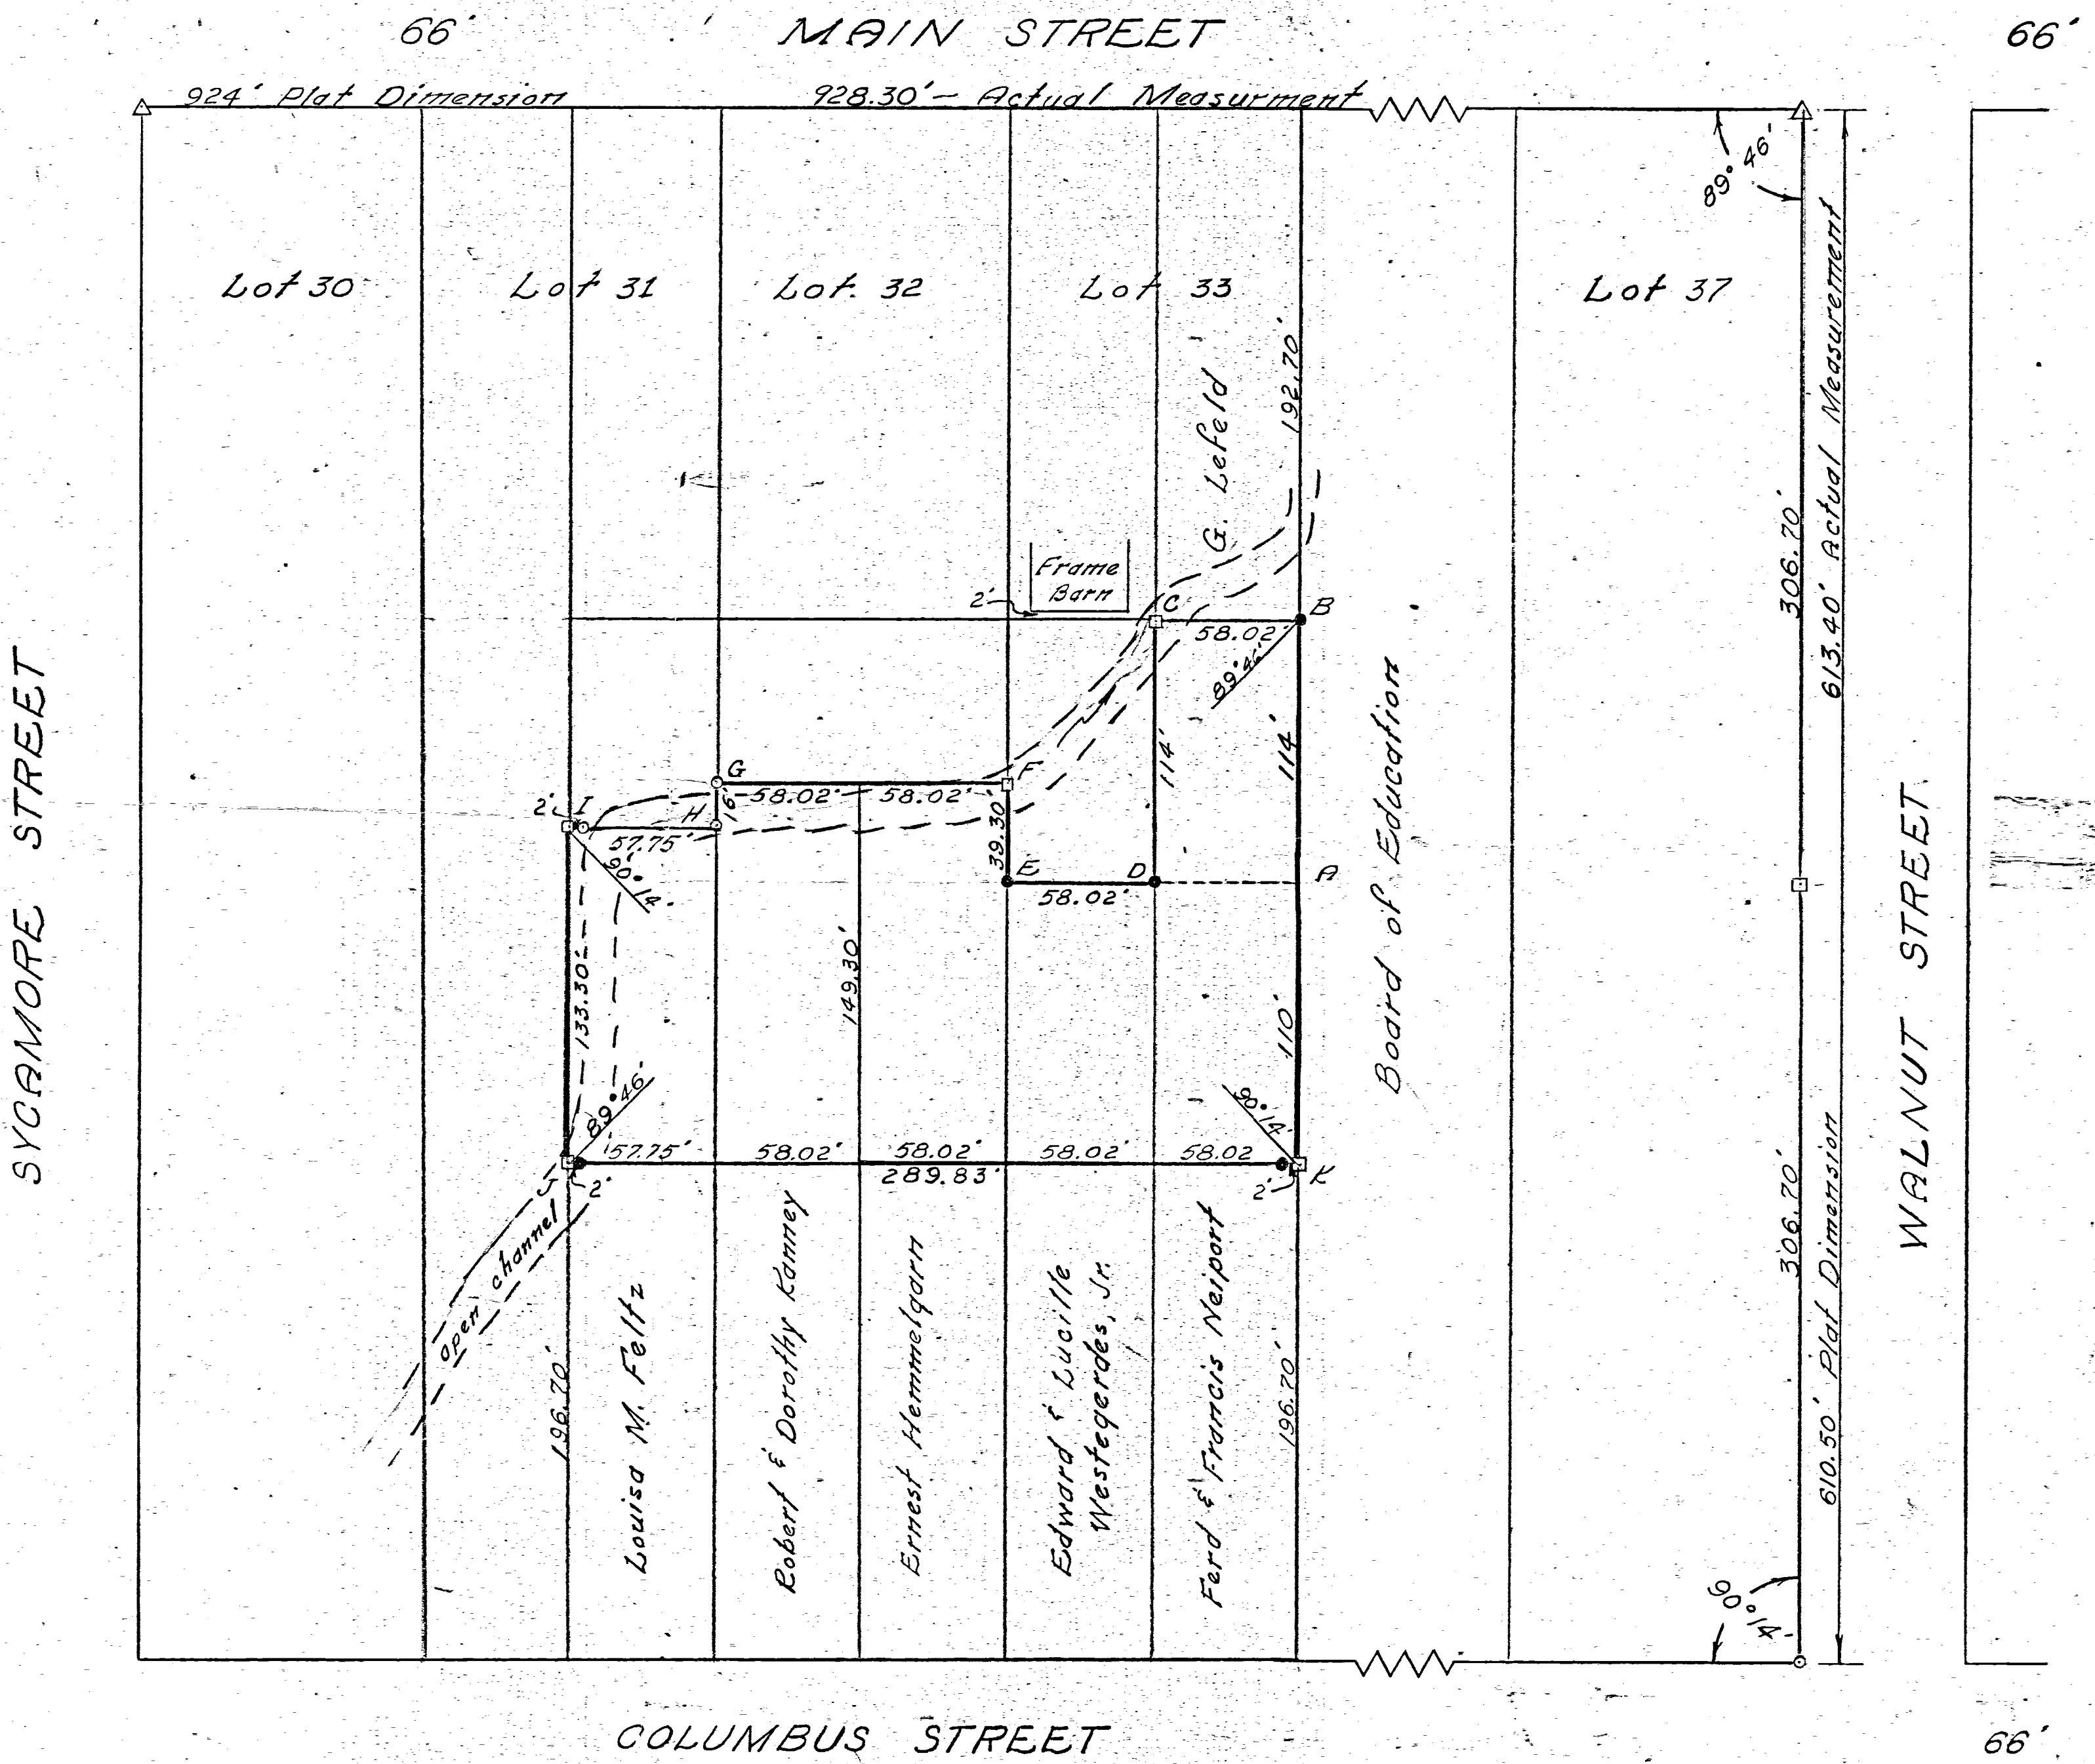 66'
MAIN STREET
66'
924' Plat Dimension
928.30' - Actual Measurment
89° 46'
Lot 30
Lot 31
Lot. 32
Lot 33
Lot 37
G. Lefeld
192.70'
306.70'
613.40' Actual Measurement
Frame
Barn
2'
C
B
58.02'
89° 46'
SYCAMORE STREET
114'
114'
Board of Education
WALNUT STREET
G
F
58.02'
58.02'
16'
2'
I
H
57.75'
90° 14'
39.30'
E
D
A
58.02'
133.30'
149.30'
110'
89° 46'
90° 14'
57.75'
58.02'
58.02'
58.02'
58.02
289.83'
J
2'
2'
K
open channel
196.70'
Louisa M. Feltz
Robert & Dorothy Kanney
Ernest Hemmelgarn
Edward & Lucille
Westegerdes, Jr.
Ferd & Francis Neiport
196.70'
306.70'
610.50' Plat Dimension
90° 14'
COLUMBUS STREET
66'